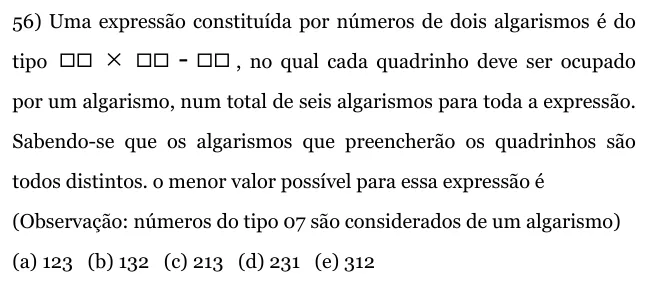 56) Uma expressão constituída por números de dois algarismos é do
tipo □□ × □□ - □□, no qual cada quadrinho deve ser ocupado
por um algarismo, num total de seis algarismos para toda a expressão.
Sabendo-se que os algarismos que preencherão os quadrinhos são
todos distintos. o menor valor possível para essa expressão é
(Observação: números do tipo 07 são considerados de um algarismo)
(a) 123 (b) 132 (c) 213 (d) 231 (e) 312